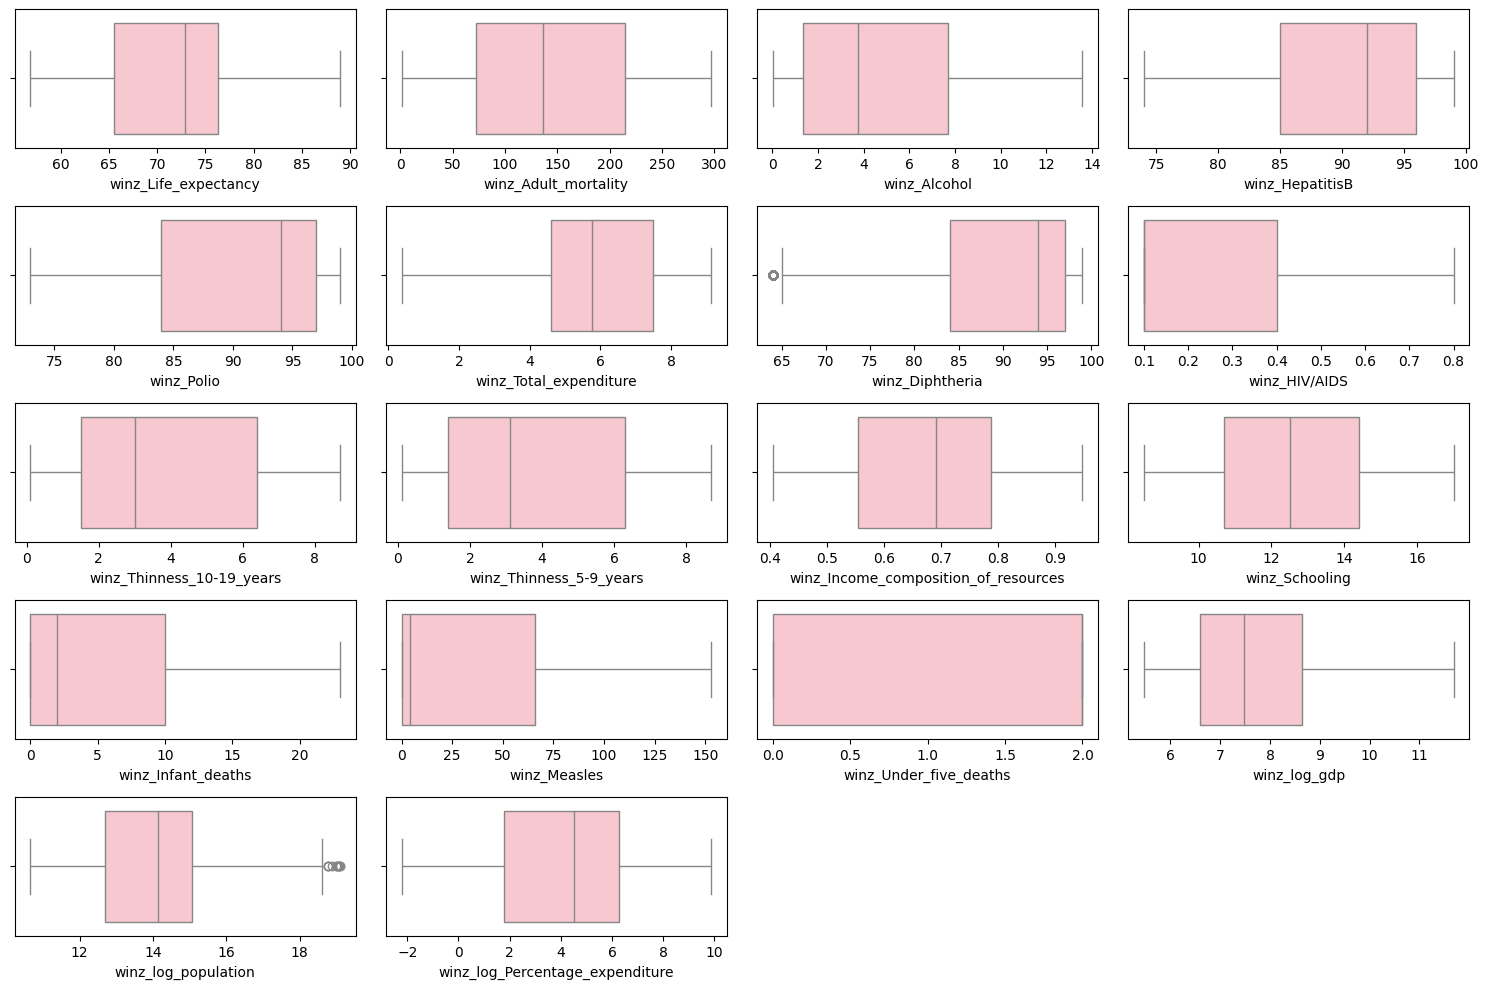 60 65 70 75 80 85 90
winz_Life_expectancy
0 50 100 150 200 250 300
winz_Adult_mortality
0 2 4 6 8 10 12 14
winz_Alcohol
75 80 85 90 95 100
winz_HepatitisB
75 80 85 90 95 100
winz_Polio
0 2 4 6 8
winz_Total_expenditure
65 70 75 80 85 90 95 100
winz_Diphtheria
0.1 0.2 0.3 0.4 0.5 0.6 0.7 0.8
winz_HIV/AIDS
0 2 4 6 8
winz_Thinness_10-19_years
0 2 4 6 8
winz_Thinness_5-9_years
0.4 0.5 0.6 0.7 0.8 0.9
winz_Income_composition_of_resources
10 12 14 16
winz_Schooling
0 5 10 15 20
winz_Infant_deaths
0 25 50 75 100 125 150
winz_Measles
0.0 0.5 1.0 1.5 2.0
winz_Under_five_deaths
6 7 8 9 10 11
winz_log_gdp
12 14 16 18
winz_log_population
−2 0 2 4 6 8 10
winz_log_Percentage_expenditure